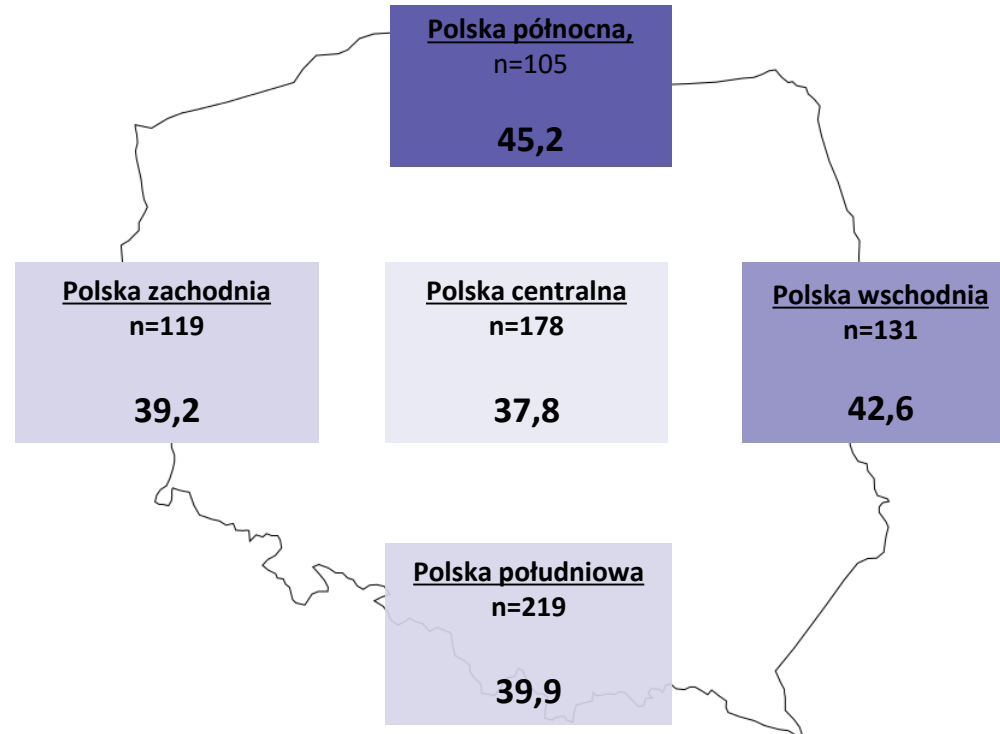 Polska północna,
n=105
45,2
Polska zachodnia
n=119
39,2
Polska centralna
n=178
37,8
Polska wschodnia
n=131
42,6
Polska południowa
n=219
39,9